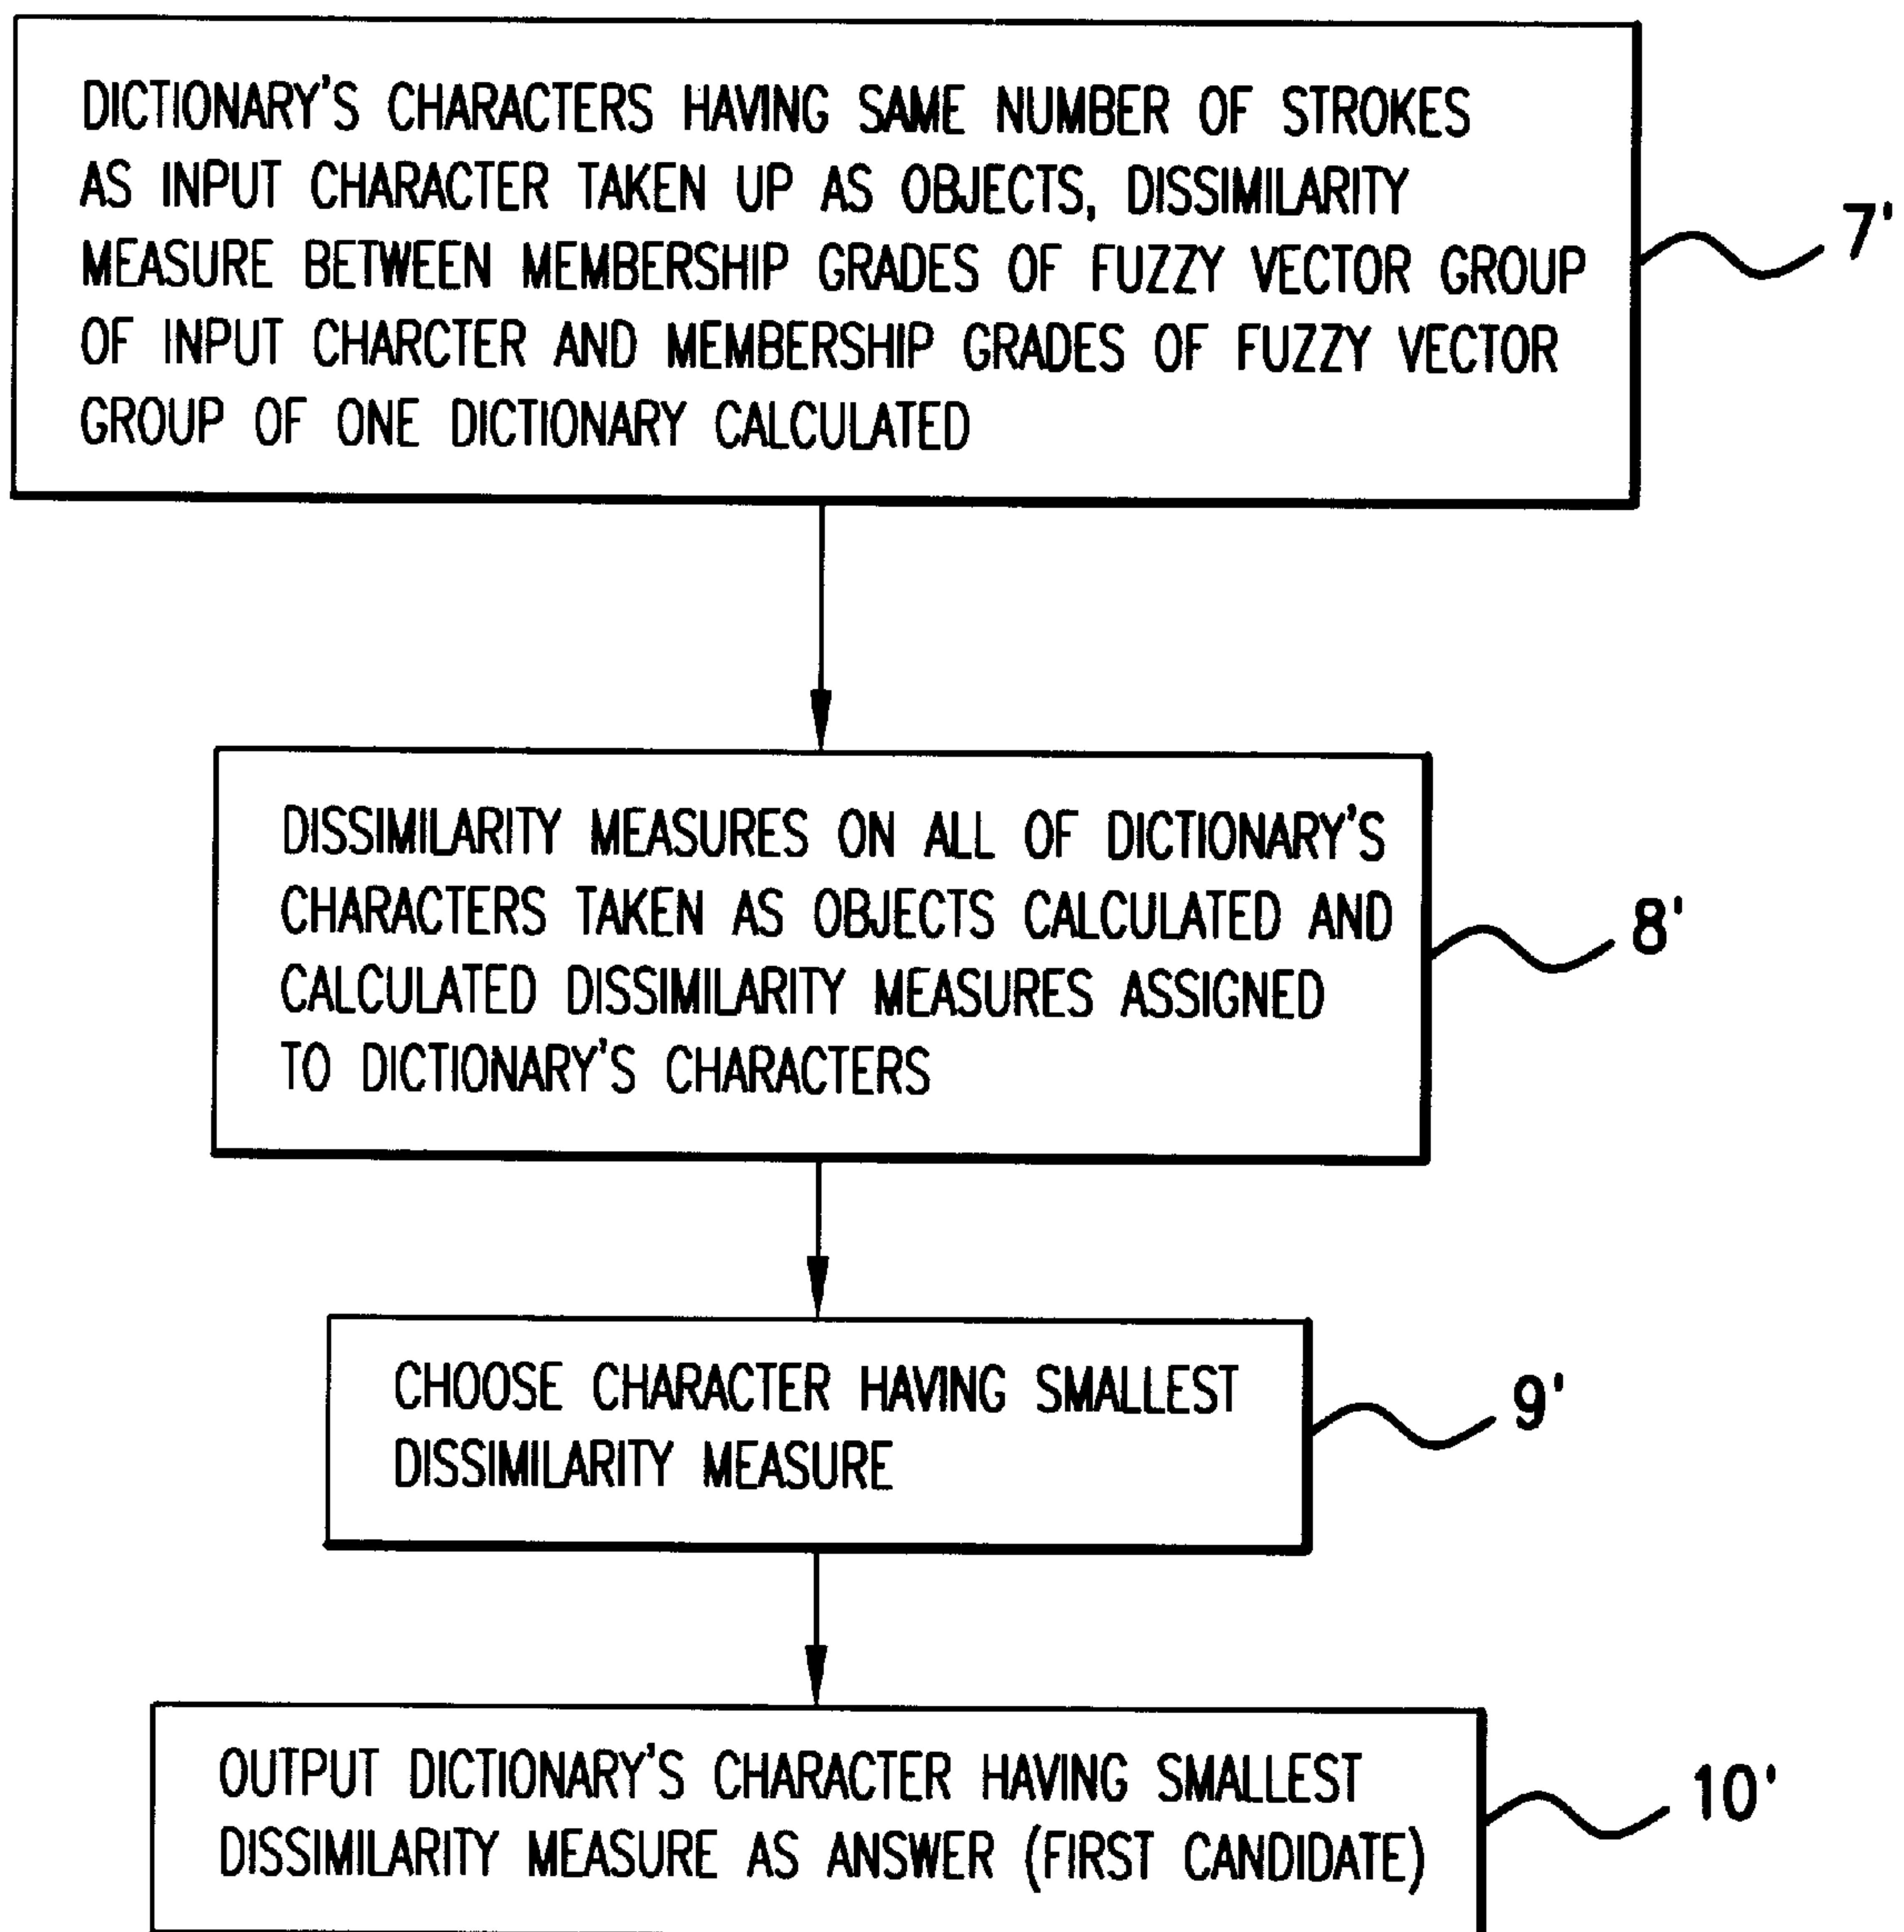 DICTIONARY'S CHARACTERS HAVING SAME NUMBER OF STROKES
AS INPUT CHARACTER TAKEN UP AS OBJECTS, DISSIMILARITY
MEASURE BETWEEN MEMBERSHIP GRADES OF FUZZY VECTOR GROUP
OF INPUT CHARCTER AND MEMBERSHIP GRADES OF FUZZY VECTOR
GROUP OF ONE DICTIONARY CALCULATED
7'
DISSIMILARITY MEASURES ON ALL OF DICTIONARY'S
CHARACTERS TAKEN AS OBJECTS CALCULATED AND
CALCULATED DISSIMILARITY MEASURES ASSIGNED
TO DICTIONARY'S CHARACTERS
8'
CHOOSE CHARACTER HAVING SMALLEST
DISSIMILARITY MEASURE
9'
OUTPUT DICTIONARY'S CHARACTER HAVING SMALLEST
DISSIMILARITY MEASURE AS ANSWER (FIRST CANDIDATE)
10'